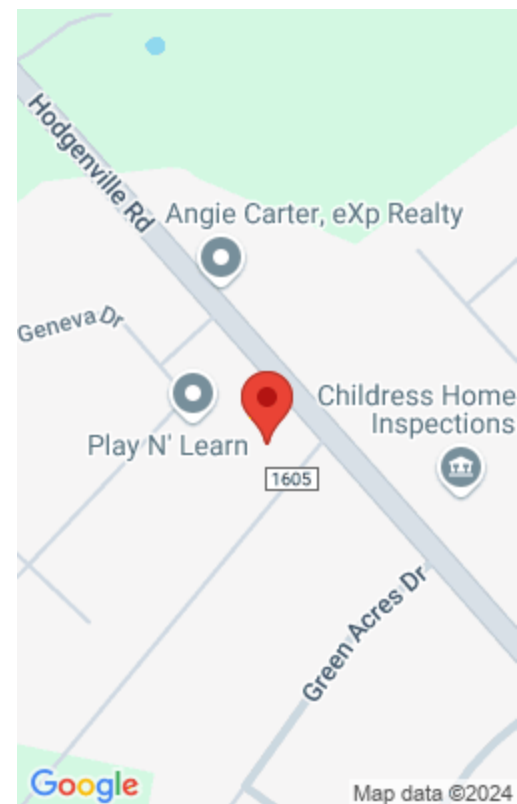 Hodgenville Rd
Angie Carter, eXp Realty
Geneva Dr
Childress Home
Inspections
Play N' Learn
1605
Green Acres Dr
Google
Map data ©2024